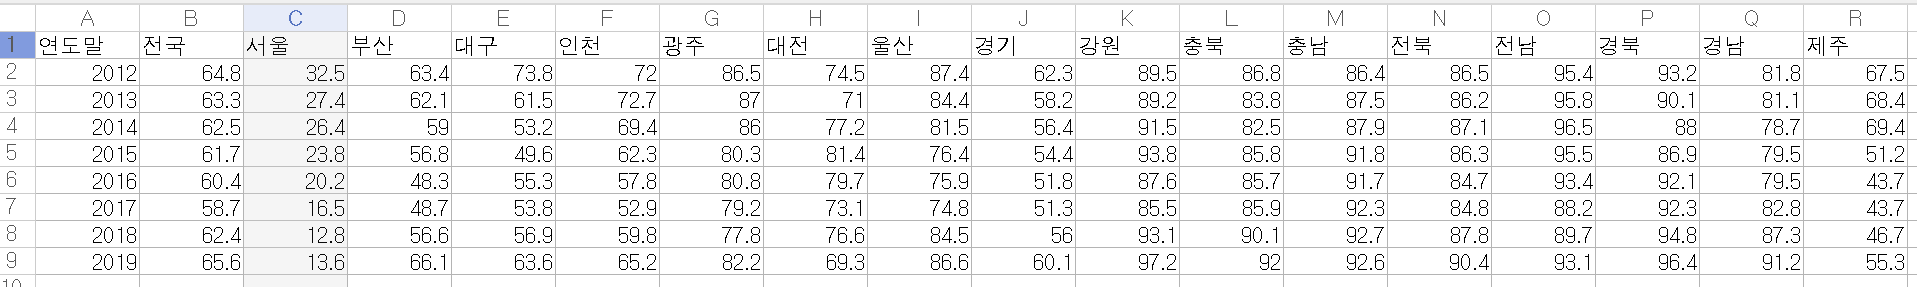 A B C D E F G H I J K L M N O P Q R
1 연도말 전국 서울 부산 대구 인천 광주 대전 울산 경기 강원 충북 충남 전북 전남 경북 경남 제주
2 2012 64.8 32.5 63.4 73.8 72 86.5 74.5 87.4 62.3 89.5 86.8 86.4 86.5 95.4 93.2 81.8 67.5
3 2013 63.3 27.4 62.1 61.5 72.7 87 71 84.4 58.2 89.2 83.8 87.5 86.2 95.8 90.1 81.1 68.4
4 2014 62.5 26.4 59 53.2 69.4 86 77.2 81.5 56.4 91.5 82.5 87.9 87.1 96.5 88 78.7 69.4
5 2015 61.7 23.8 56.8 49.6 62.3 80.3 81.4 76.4 54.4 93.8 85.8 91.8 86.3 95.5 86.9 79.5 51.2
6 2016 60.4 20.2 48.3 55.3 57.8 80.8 79.7 75.9 51.8 87.6 85.7 91.7 84.7 93.4 92.1 79.5 43.7
7 2017 58.7 16.5 48.7 53.8 52.9 79.2 73.1 74.8 51.3 85.5 85.9 92.3 84.8 88.2 92.3 82.8 43.7
8 2018 62.4 12.8 56.6 56.9 59.8 77.8 76.6 84.5 56 93.1 90.1 92.7 87.8 89.7 94.8 87.3 46.7
9 2019 65.6 13.6 66.1 63.6 65.2 82.2 69.3 86.6 60.1 97.2 92 92.6 90.4 93.1 96.4 91.2 55.3
10